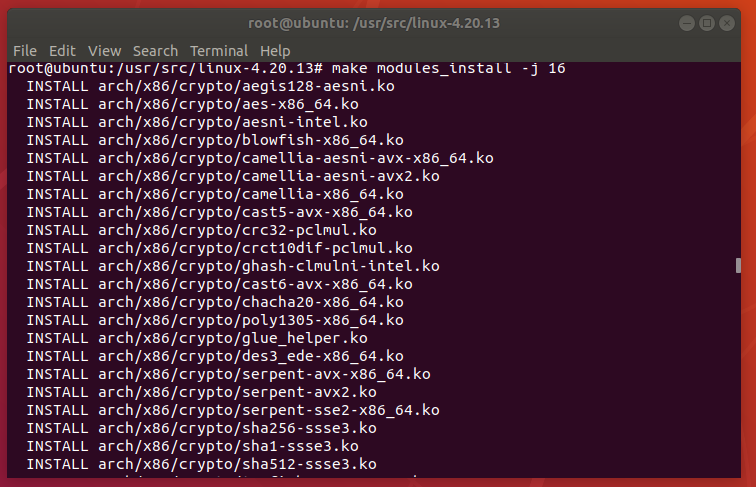 root@ubuntu: /usr/src/linux-4.20.13
File Edit View Search Terminal Help
root@ubuntu:/usr/src/linux-4.20.13# make modules_install -j 16
INSTALL arch/x86/crypto/aegis128-aesni.ko
INSTALL arch/x86/crypto/aes-x86_64.ko
INSTALL arch/x86/crypto/aesni-intel.ko
INSTALL arch/x86/crypto/blowfish-x86_64.ko
INSTALL arch/x86/crypto/camellia-aesni-avx-x86_64.ko
INSTALL arch/x86/crypto/camellia-aesni-avx2.ko
INSTALL arch/x86/crypto/camellia-x86_64.ko
INSTALL arch/x86/crypto/cast5-avx-x86_64.ko
INSTALL arch/x86/crypto/crc32-pclmul.ko
INSTALL arch/x86/crypto/crct10dif-pclmul.ko
INSTALL arch/x86/crypto/ghash-clmulni-intel.ko
INSTALL arch/x86/crypto/cast6-avx-x86_64.ko
INSTALL arch/x86/crypto/chacha20-x86_64.ko
INSTALL arch/x86/crypto/poly1305-x86_64.ko
INSTALL arch/x86/crypto/glue_helper.ko
INSTALL arch/x86/crypto/des3_ede-x86_64.ko
INSTALL arch/x86/crypto/serpent-avx-x86_64.ko
INSTALL arch/x86/crypto/serpent-avx2.ko
INSTALL arch/x86/crypto/serpent-sse2-x86_64.ko
INSTALL arch/x86/crypto/sha256-ssse3.ko
INSTALL arch/x86/crypto/sha1-ssse3.ko
INSTALL arch/x86/crypto/sha512-ssse3.ko